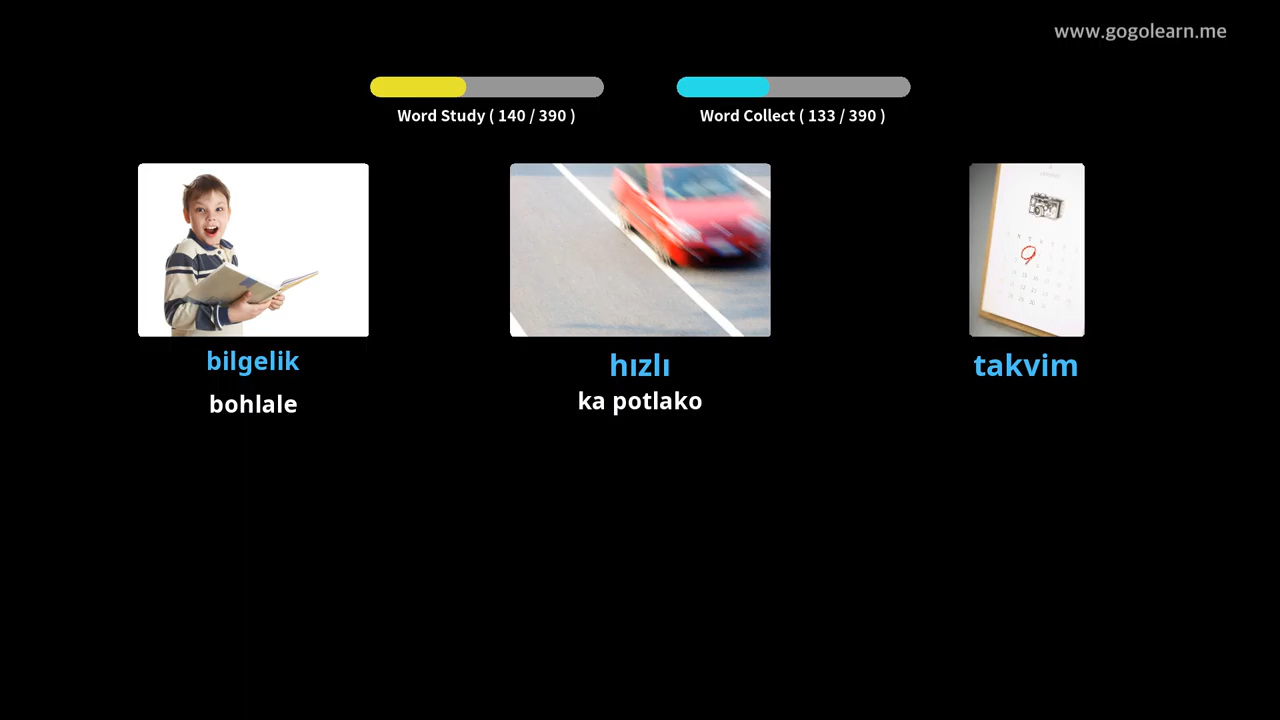 www.gogolearn.me
Word Study ( 140 / 390 )
Word Collect ( 133 / 390 )
bilgelik
bohlale
hızlı
ka potlako
takvim